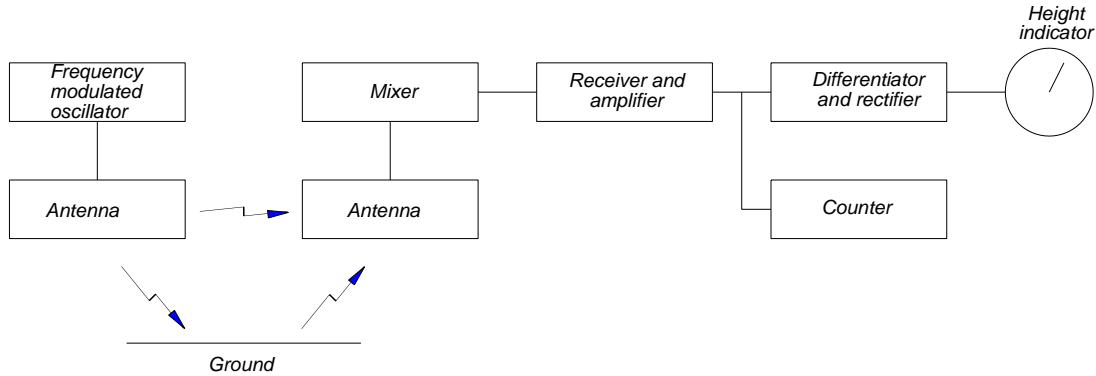 Height
indicator
Frequency
modulated
oscillator
Mixer
Receiver and
amplifier
Differentiator
and rectifier
Antenna
Antenna
Counter
Ground